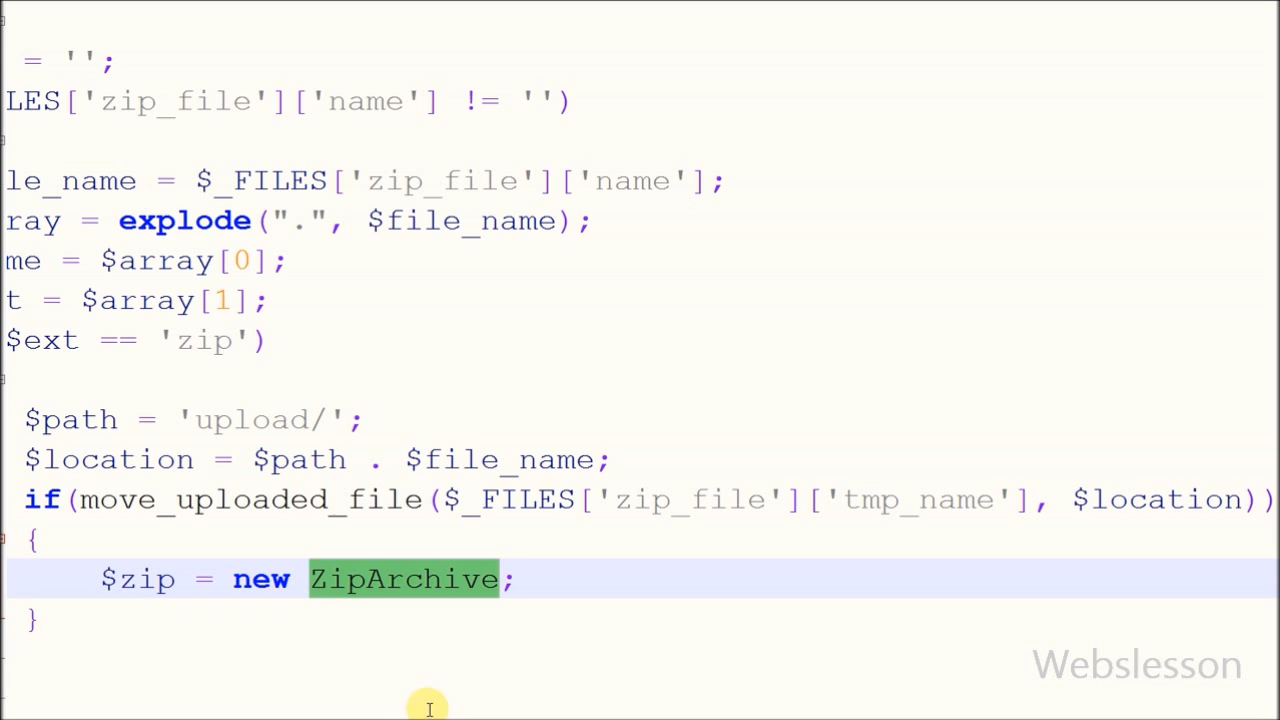 = '';
LES['zip_file']['name'] != '')
le_name = $_FILES['zip_file']['name'];
ray = explode(".", $file_name);
me = $array[0];
t = $array[1];
$ext == 'zip')
$path = 'upload/';
$location = $path . $file_name;
if(move_uploaded_file($_FILES['zip_file']['tmp_name'], $location))
{
$zip = new ZipArchive;
}
Webslesson